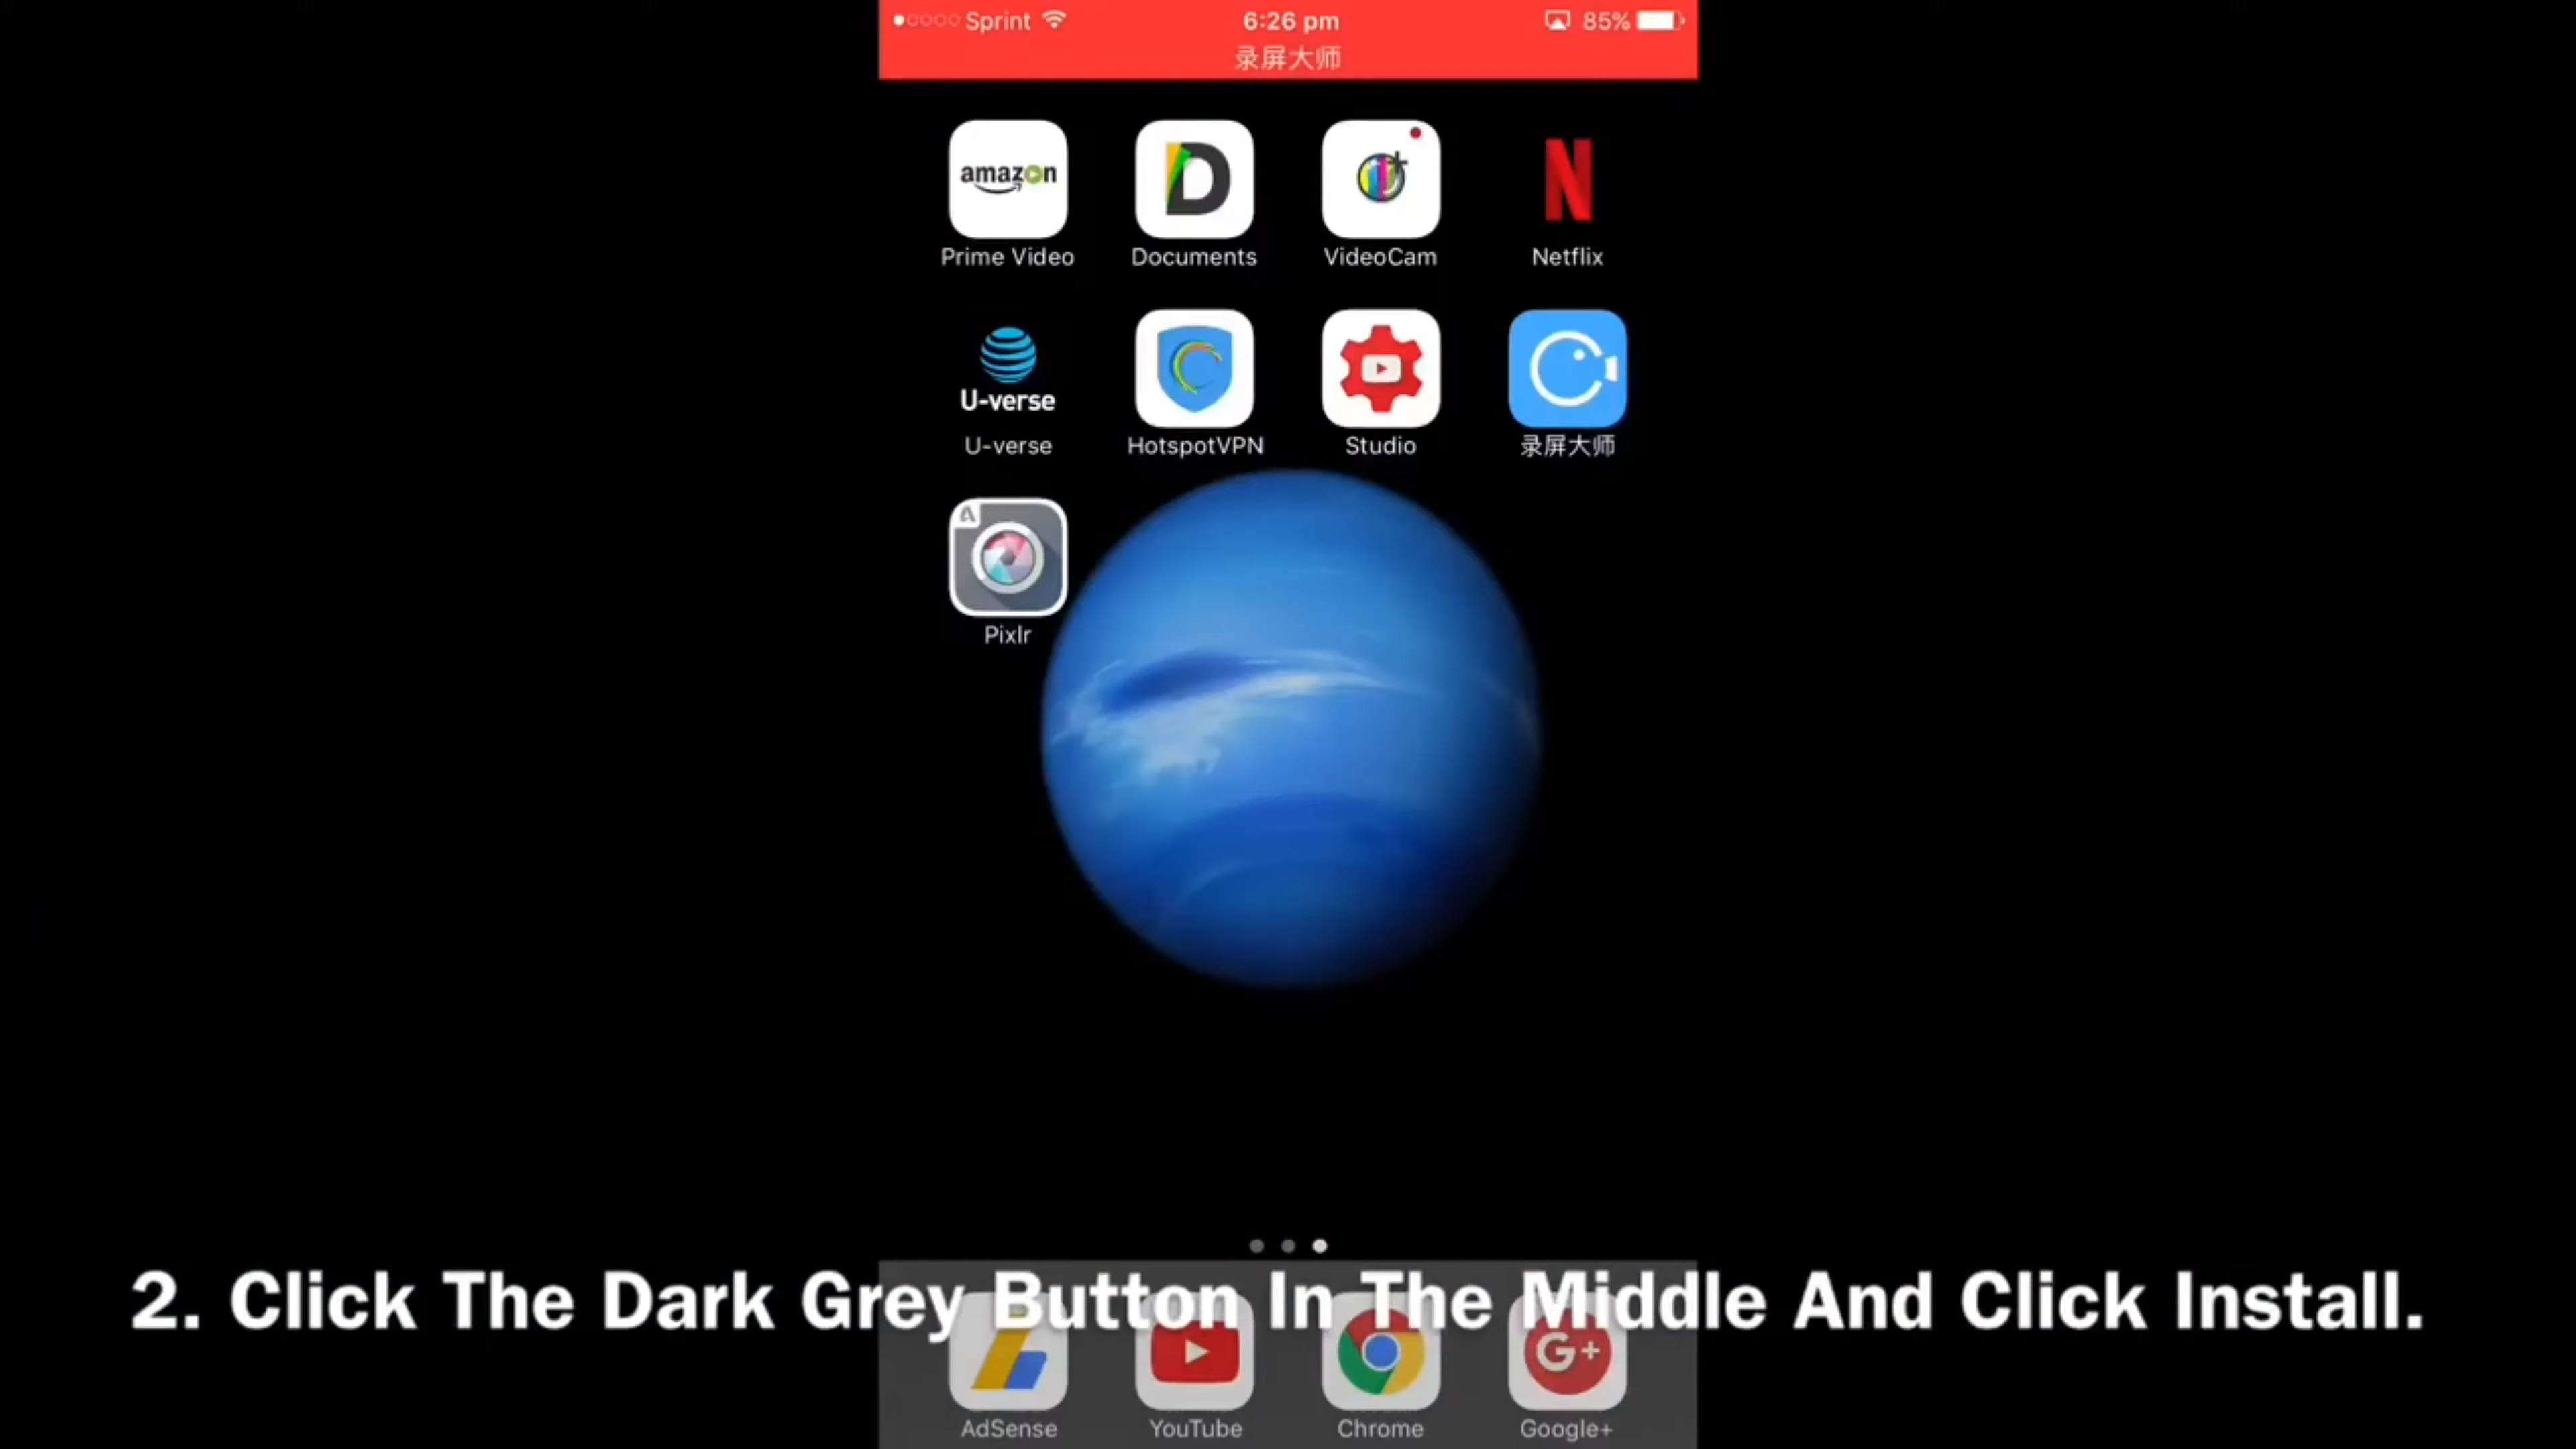 Sprint 6:26 pm 85%
录屏大师
amazon
Prime Video Documents VideoCam Netflix
U-verse
U-verse HotspotVPN Studio 录屏大师
Pixlr
2. Click The Dark Grey Button In The Middle And Click Install.
G+
AdSense YouTube Chrome Google+